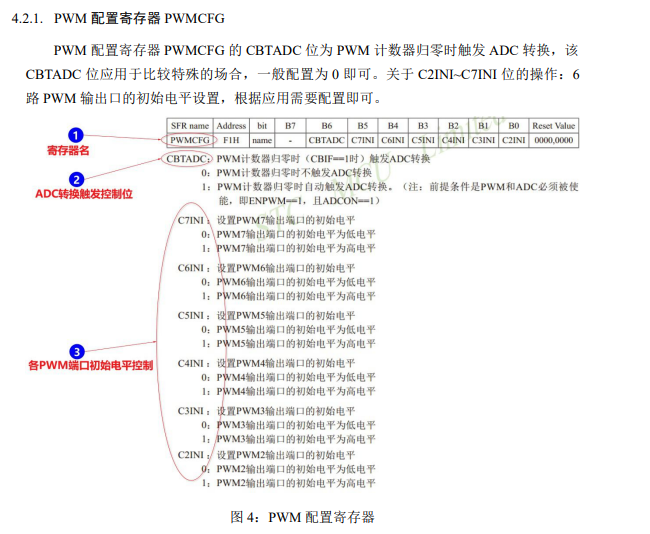 4.2.1. PWM 配置寄存器 PWMCFG
PWM 配置寄存器 PWMCFG 的 CBTADC 位为 PWM 计数器归零时触发 ADC 转换，该
CBTADC 位应用于比较特殊的场合，一般配置为 0 即可。关于 C2INI~C7INI 位的操作：6
路 PWM 输出口的初始电平设置，根据应用需要配置即可。
SFR name Address bit B7 B6 B5 B4 B3 B2 B1 B0 Reset Value
PWMCFG F1H name - CBTADC C7INI C6INI C5INI C4INI C3INI C2INI 0000,0000
1
寄存器名
CBTADC：PWM计数器归零时（CBIF==1时）触发ADC转换
0：PWM计数器归零时不触发ADC转换
1：PWM计数器归零时自动触发ADC转换。（注：前提条件是PWM和ADC必须被使
能，即ENPWM==1，且ADCON==1）
2
ADC转换触发控制位
C7INI：设置PWM7输出端口的初始电平
0：PWM7输出端口的初始电平为低电平
1：PWM7输出端口的初始电平为高电平
C6INI：设置PWM6输出端口的初始电平
0：PWM6输出端口的初始电平为低电平
1：PWM6输出端口的初始电平为高电平
C5INI：设置PWM5输出端口的初始电平
0：PWM5输出端口的初始电平为低电平
1：PWM5输出端口的初始电平为高电平
3
各PWM端口初始电平控制
C4INI：设置PWM4输出端口的初始电平
0：PWM4输出端口的初始电平为低电平
1：PWM4输出端口的初始电平为高电平
C3INI：设置PWM3输出端口的初始电平
0：PWM3输出端口的初始电平为低电平
1：PWM3输出端口的初始电平为高电平
C2INI：设置PWM2输出端口的初始电平
0：PWM2输出端口的初始电平为低电平
1：PWM2输出端口的初始电平为高电平
图 4：PWM 配置寄存器